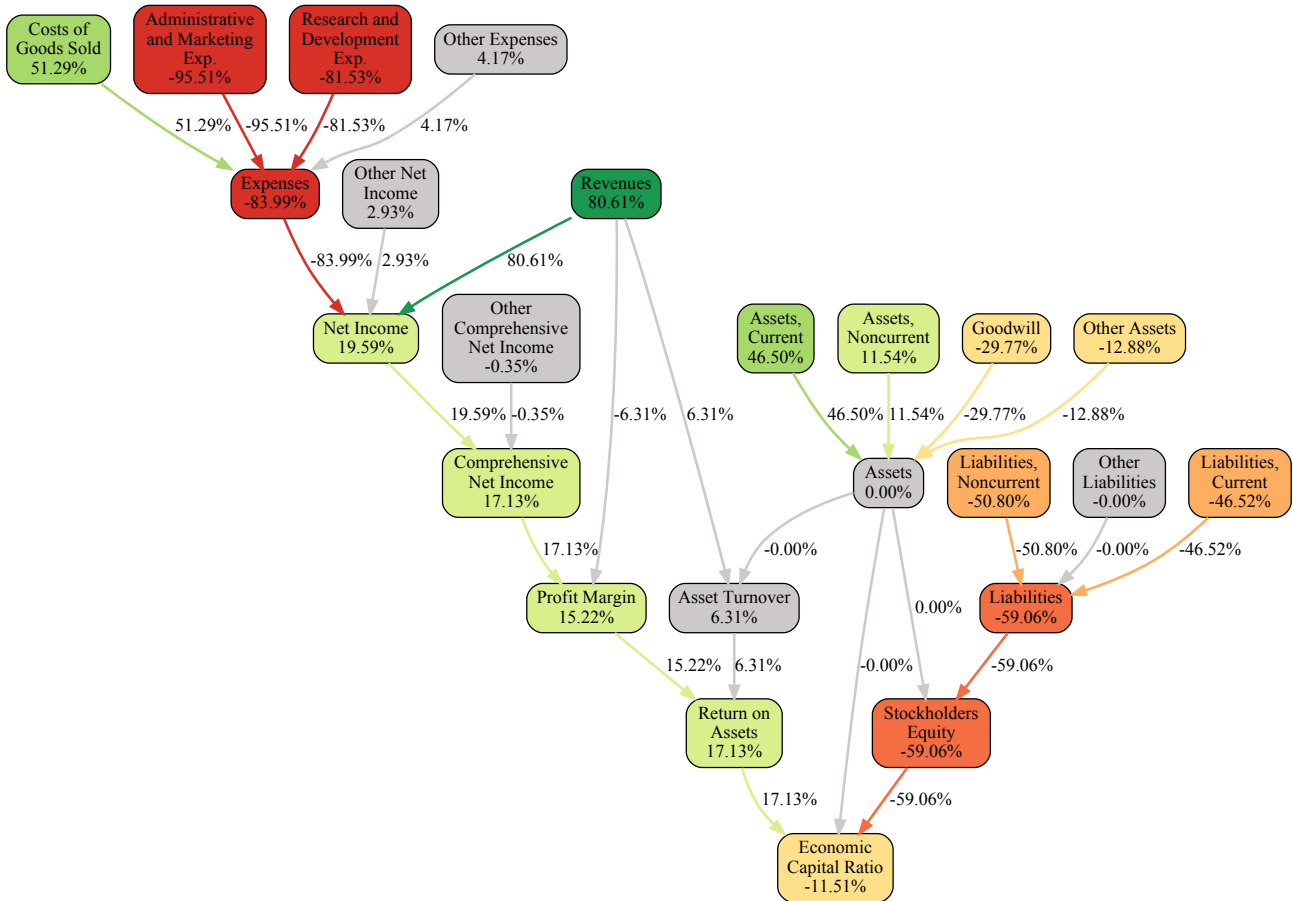 Costs of
Goods Sold
51.29%
Administrative
and Marketing
Exp.
-95.51%
Research and
Development
Exp.
-81.53%
Other Expenses
4.17%
51.29%
-95.51%
-81.53%
4.17%
Expenses
-83.99%
Other Net
Income
2.93%
Revenues
80.61%
-83.99%
2.93%
80.61%
Net Income
19.59%
Other
Comprehensive
Net Income
-0.35%
Assets,
Current
46.50%
Assets,
Noncurrent
11.54%
Goodwill
-29.77%
Other Assets
-12.88%
19.59%
-0.35%
-6.31%
6.31%
46.50%
11.54%
-29.77%
-12.88%
Comprehensive
Net Income
17.13%
Assets
0.00%
Liabilities,
Noncurrent
-50.80%
Other
Liabilities
-0.00%
Liabilities,
Current
-46.52%
17.13%
-0.00%
-50.80%
-0.00%
-46.52%
Profit Margin
15.22%
Asset Turnover
6.31%
0.00%
Liabilities
-59.06%
15.22%
6.31%
-0.00%
-59.06%
Return on
Assets
17.13%
Stockholders
Equity
-59.06%
17.13%
-59.06%
Economic
Capital Ratio
-11.51%